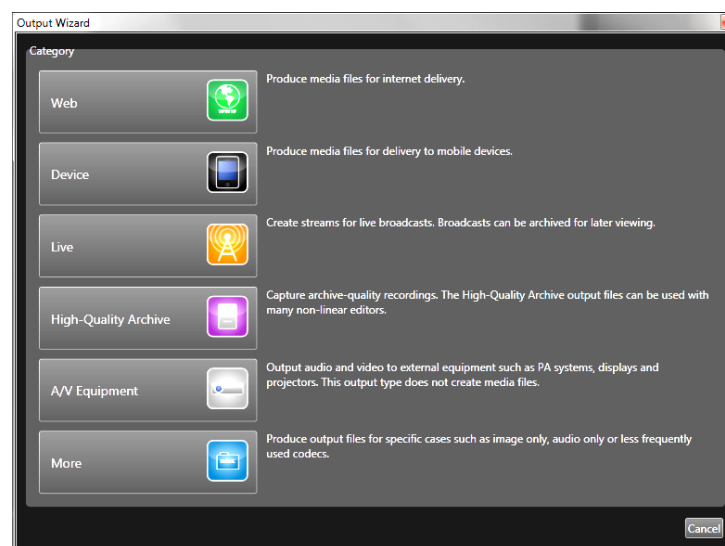 Output Wizard
Category
Web
Produce media files for internet delivery.
Device
Produce media files for delivery to mobile devices.
Live
Create streams for live broadcasts. Broadcasts can be archived for later viewing.
High-Quality Archive
Capture archive-quality recordings. The High-Quality Archive output files can be used with
many non-linear editors.
A/V Equipment
Output audio and video to external equipment such as PA systems, displays and
projectors. This output type does not create media files.
More
Produce output files for specific cases such as image only, audio only or less frequently
used codecs.
Cancel